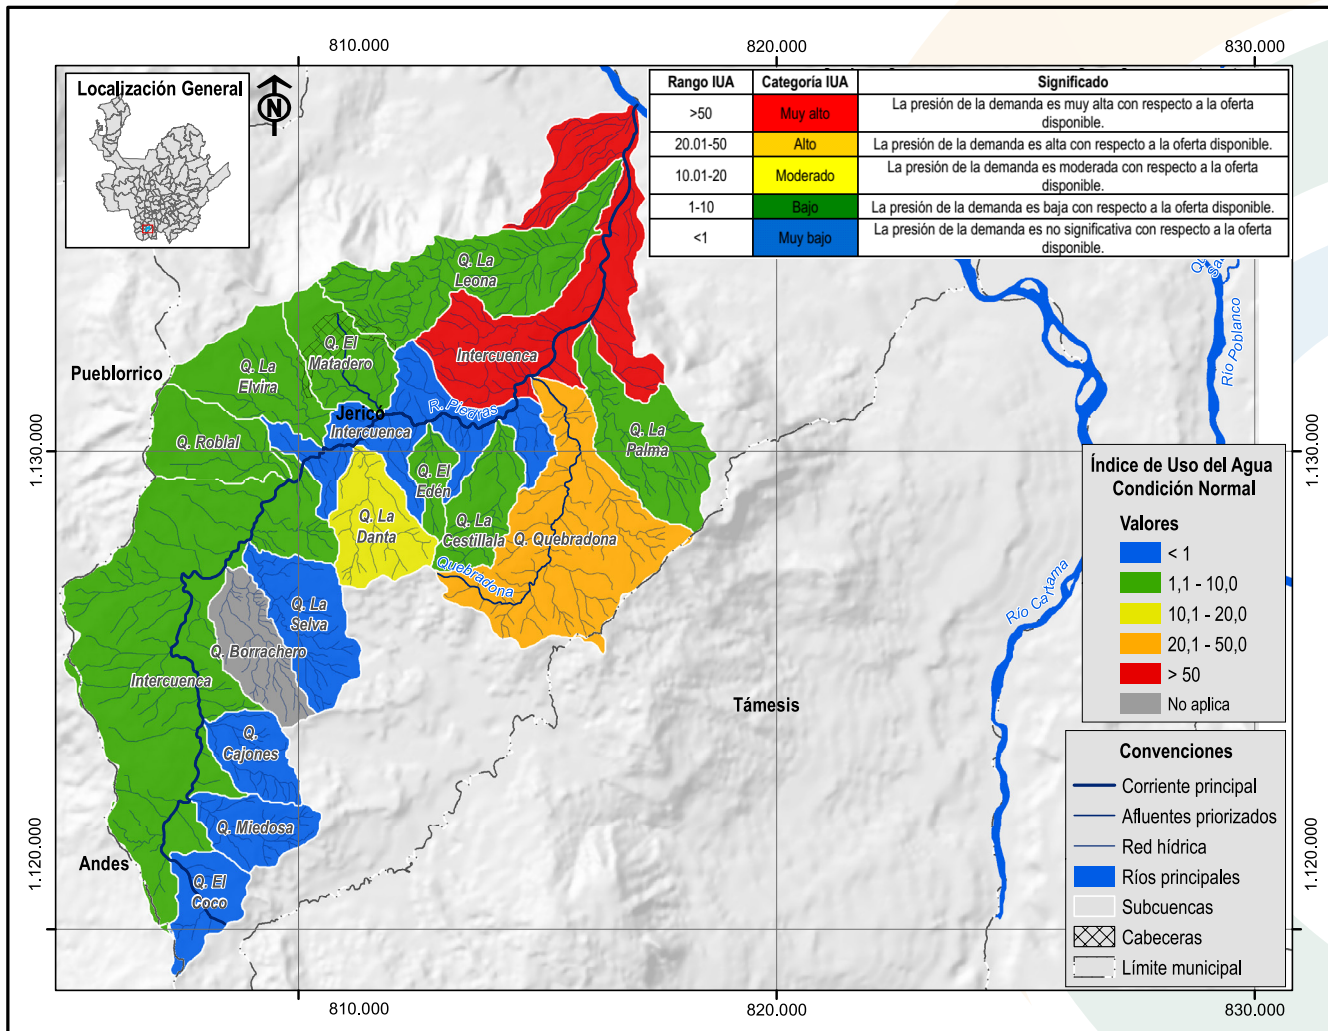 810.000
820.000
830.000
Localización General
N
Rango IUA
Categoría IUA
Significado
>50
Muy alto
La presión de la demanda es muy alta con respecto a la oferta
disponible.
20.01-50
Alto
La presión de la demanda es alta con respecto a la oferta disponible.
10.01-20
Moderado
La presión de la demanda es moderada con respecto a la oferta
disponible.
1-10
Bajo
La presión de la demanda es baja con respecto a la oferta disponible.
<1
Muy bajo
La presión de la demanda es no significativa con respecto a la oferta
disponible.
Q. La
Leona
Río Poblanco
Q. El
Matadero
Intercuenca
Q. La
Elvira
Pueblorrico
Jericó
R. Piedras
Intercuenca
Q. Roblal
Q. La
Palma
1.130.000
1.130.000
Q. El
Edén
Q. La
Danta
Q. La
Cestillala
Q. Quebradona
Quebradona
Q. La
Selva
Q. Borrachero
Intercuenca
Río Cartama
Támesis
Q.
Cajones
Q. Miedosa
Andes
Q. El
Coco
1.120.000
1.120.000
Índice de Uso del Agua
Condición Normal
Valores
< 1
1,1 - 10,0
10,1 - 20,0
20,1 - 50,0
> 50
No aplica
Convenciones
Corriente principal
Afluentes priorizados
Red hídrica
Ríos principales
Subcuencas
Cabeceras
Límite municipal
810.000
820.000
830.000